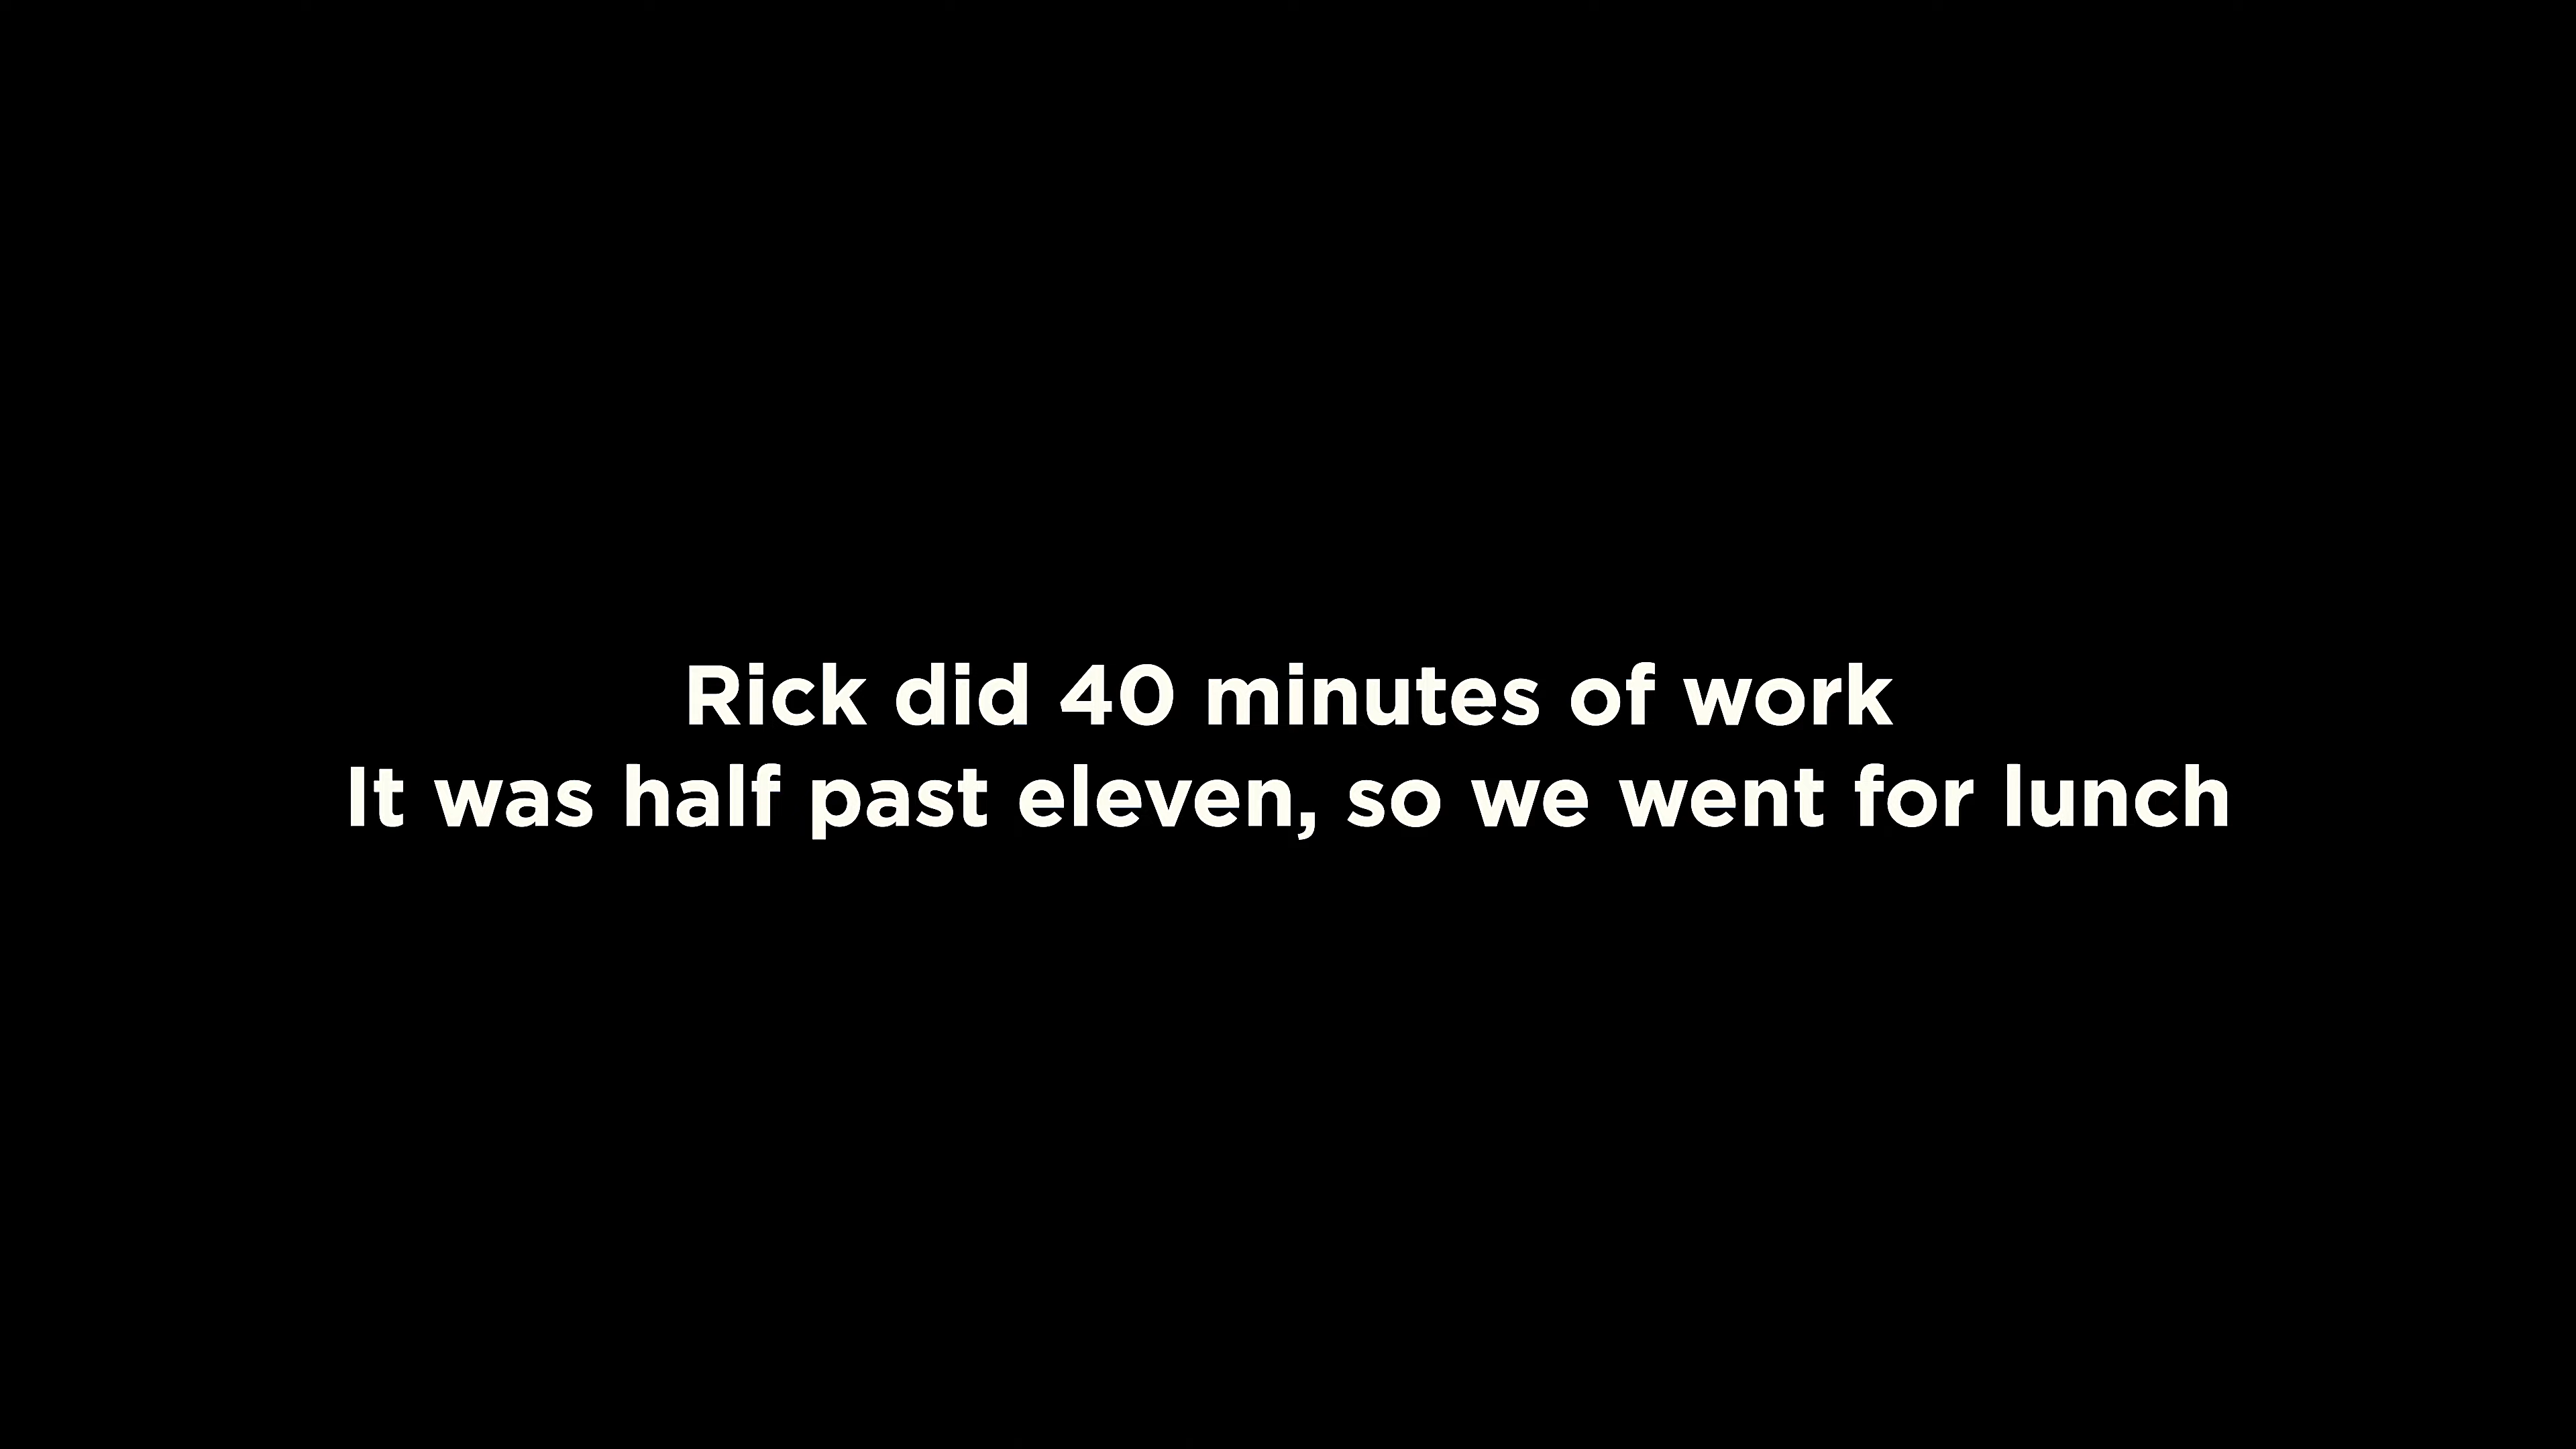 Rick did 40 minutes of work
It was half past eleven, so we went for lunch